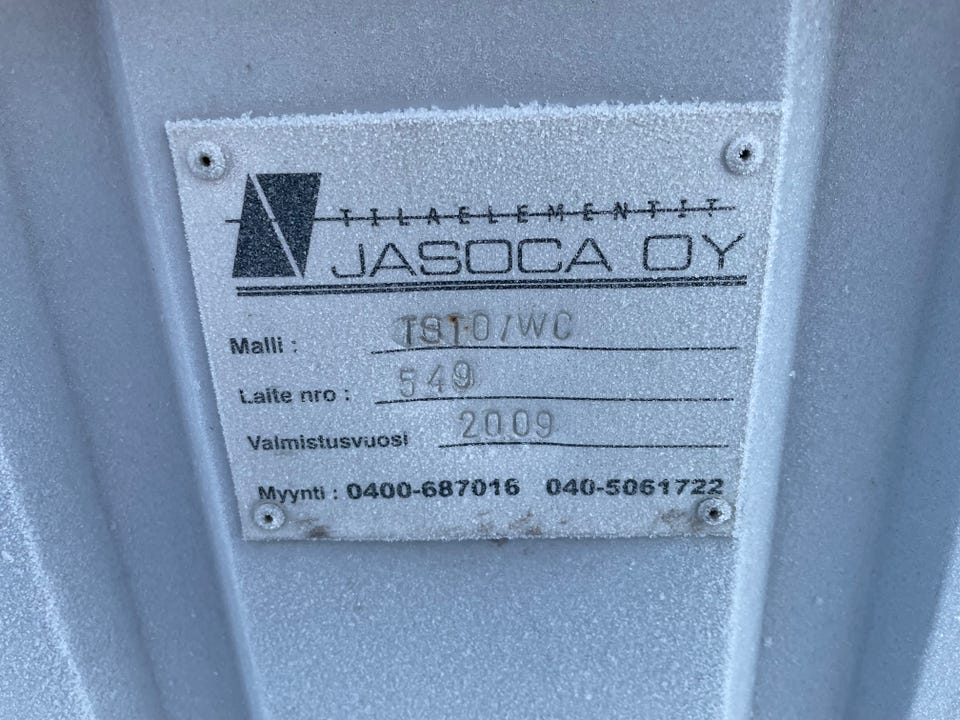 TILAELEMENTIT
JASOCA OY
Malli : TS10/WC
Laite nro : 549
Valmistusvuosi 2009
Myynti : 0400-687016 040-5061722